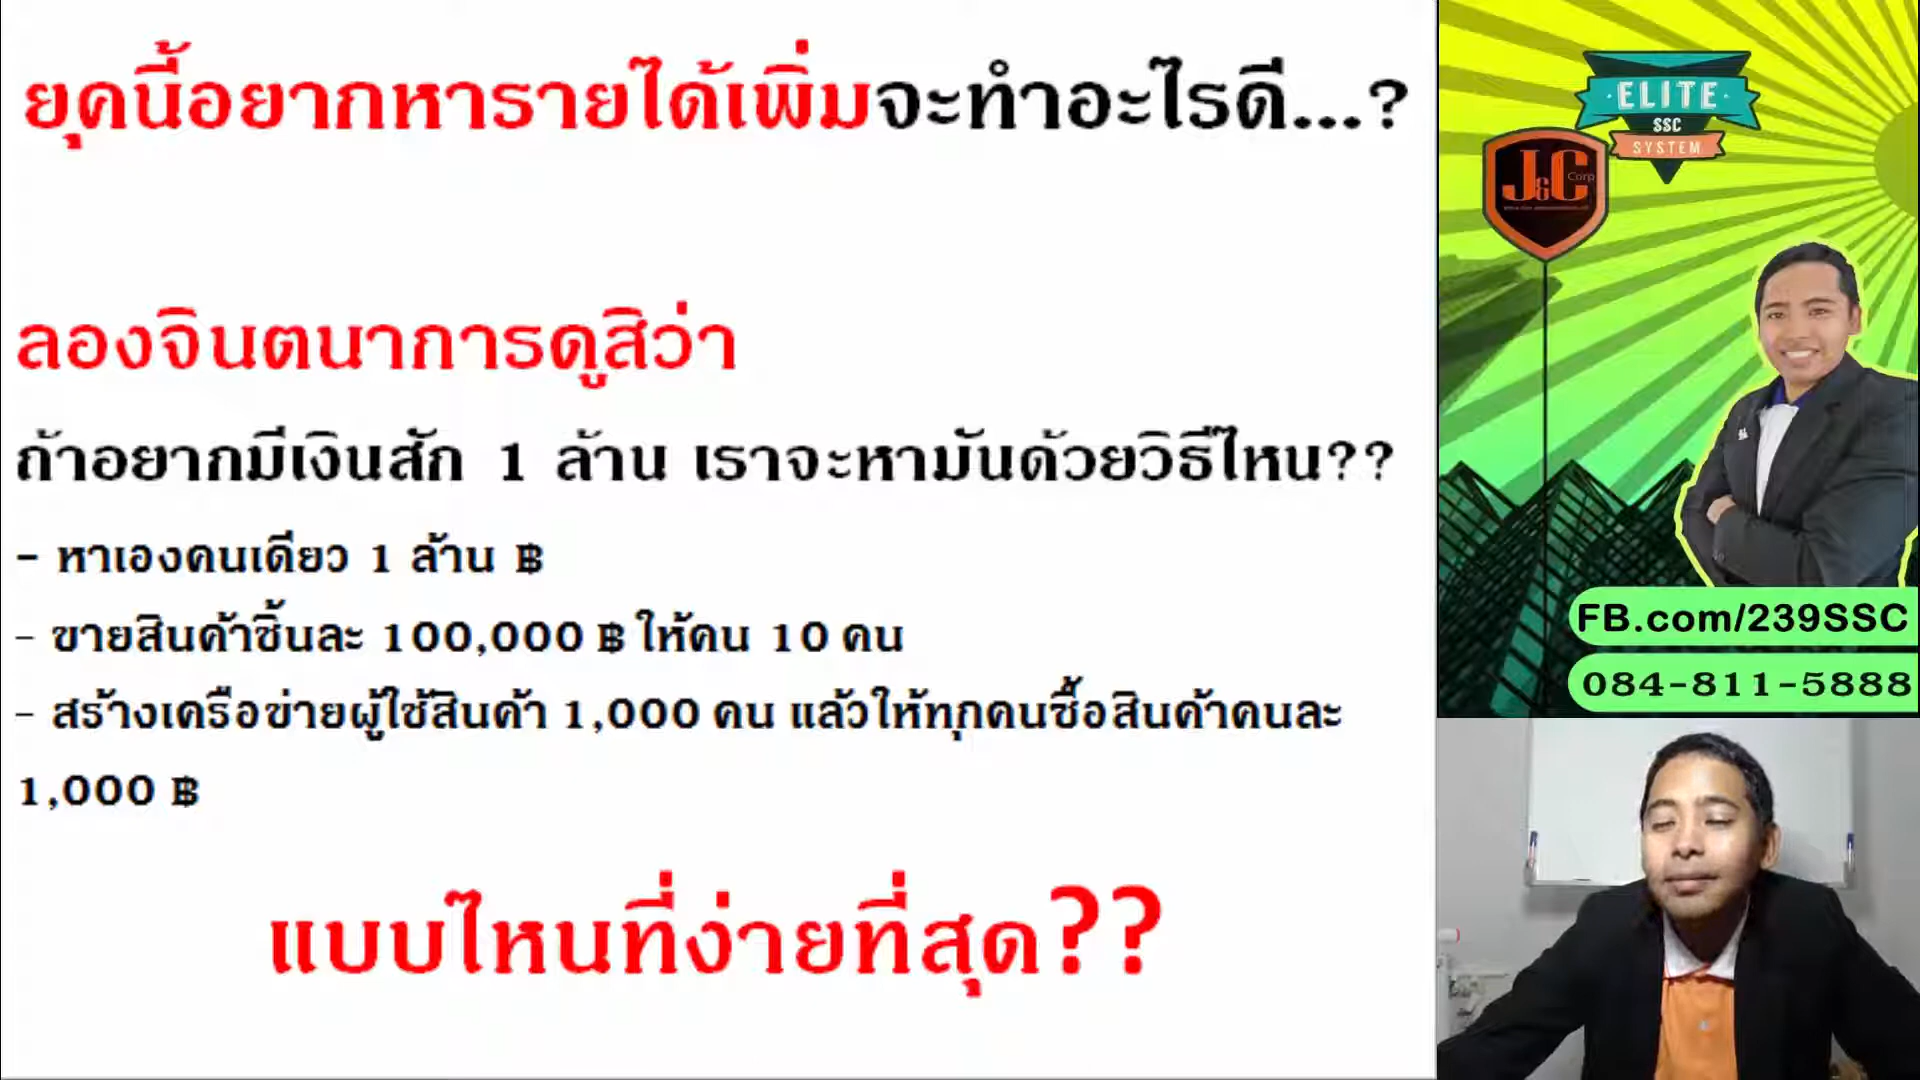 ยุคนี้อยากหารายได้เพิ่มจะทำอะไรดี...?
ลองจินตนาการดูสิว่า
ถ้าอยากมีเงินสัก 1 ล้าน เราจะหามันด้วยวิธีไหน??
- หาเองคนเดียว 1 ล้าน ฿
- ขายสินค้าชิ้นละ 100,000 ฿ ให้คน 10 คน
- สร้างเครือข่ายผู้ใช้สินค้า 1,000 คน แล้วให้ทุกคนซื้อสินค้าคนละ
1,000 ฿
แบบไหนที่ง่ายที่สุด??
ELITE
SSC
SYSTEM
J&C
Corp
FB.com/239SSC
084-811-5888